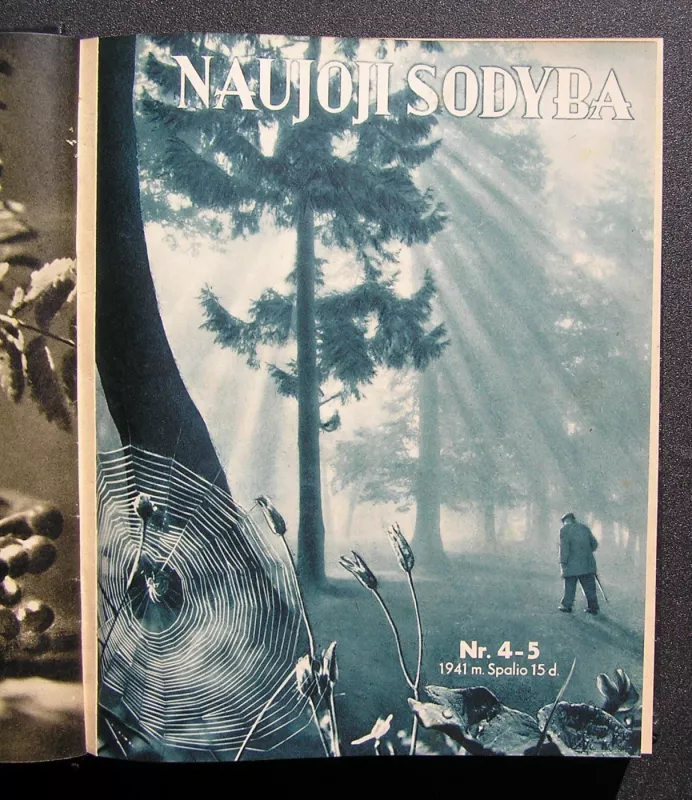 NAUJOJI SODYBA
Nr. 4-5
1941 m. Spalio 15 d.